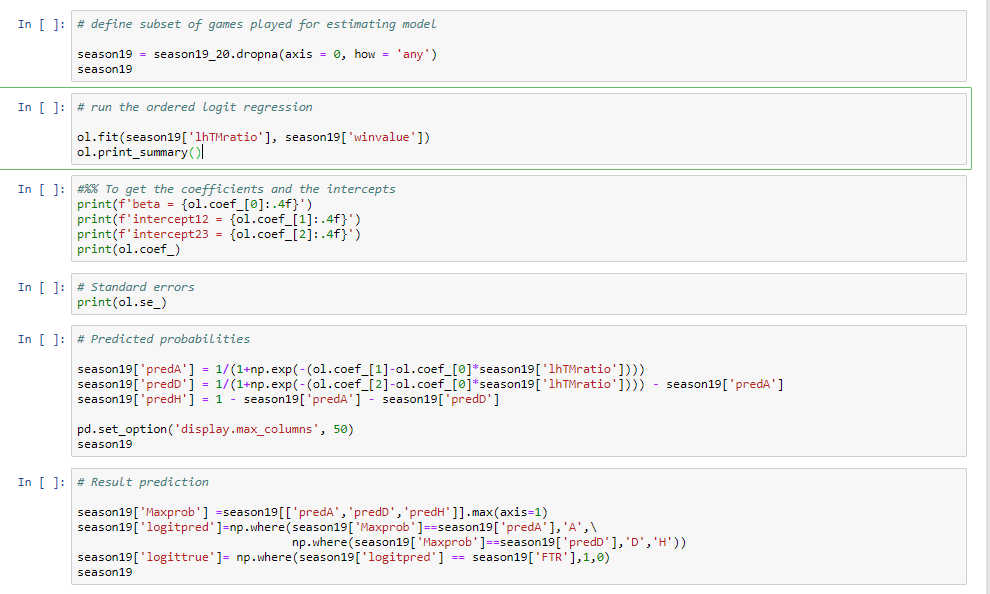 In [ ]: # define subset of games played for estimating model
season19 = season19_20.dropna(axis = 0, how = 'any')
season19
In [ ]: # run the ordered logit regression
ol.fit(season19['lhTMratio'], season19['winvalue'])
ol.print_summary()
In [ ]: #%% To get the coefficients and the intercepts
print(f'beta = {ol.coef_[0]:.4f}')
print(f'intercept12 = {ol.coef_[1]:.4f}')
print(f'intercept23 = {ol.coef_[2]:.4f}')
print(ol.coef_)
In [ ]: # Standard errors
print(ol.se_)
In [ ]: # Predicted probabilities
season19['predA'] = 1/(1+np.exp(-(ol.coef_[1]-ol.coef_[0]*season19['lhTMratio'])))
season19['predD'] = 1/(1+np.exp(-(ol.coef_[2]-ol.coef_[0]*season19['lhTMratio']))) - season19['predA']
season19['predH'] = 1 - season19['predA'] - season19['predD']
pd.set_option('display.max_columns', 50)
season19
In [ ]: # Result prediction
season19['Maxprob'] =season19[['predA','predD','predH']].max(axis=1)
season19['logitpred']=np.where(season19['Maxprob']==season19['predA'],'A',\
np.where(season19['Maxprob']==season19['predD'],'D','H'))
season19['logittrue']= np.where(season19['logitpred'] == season19['FTR'],1,0)
season19